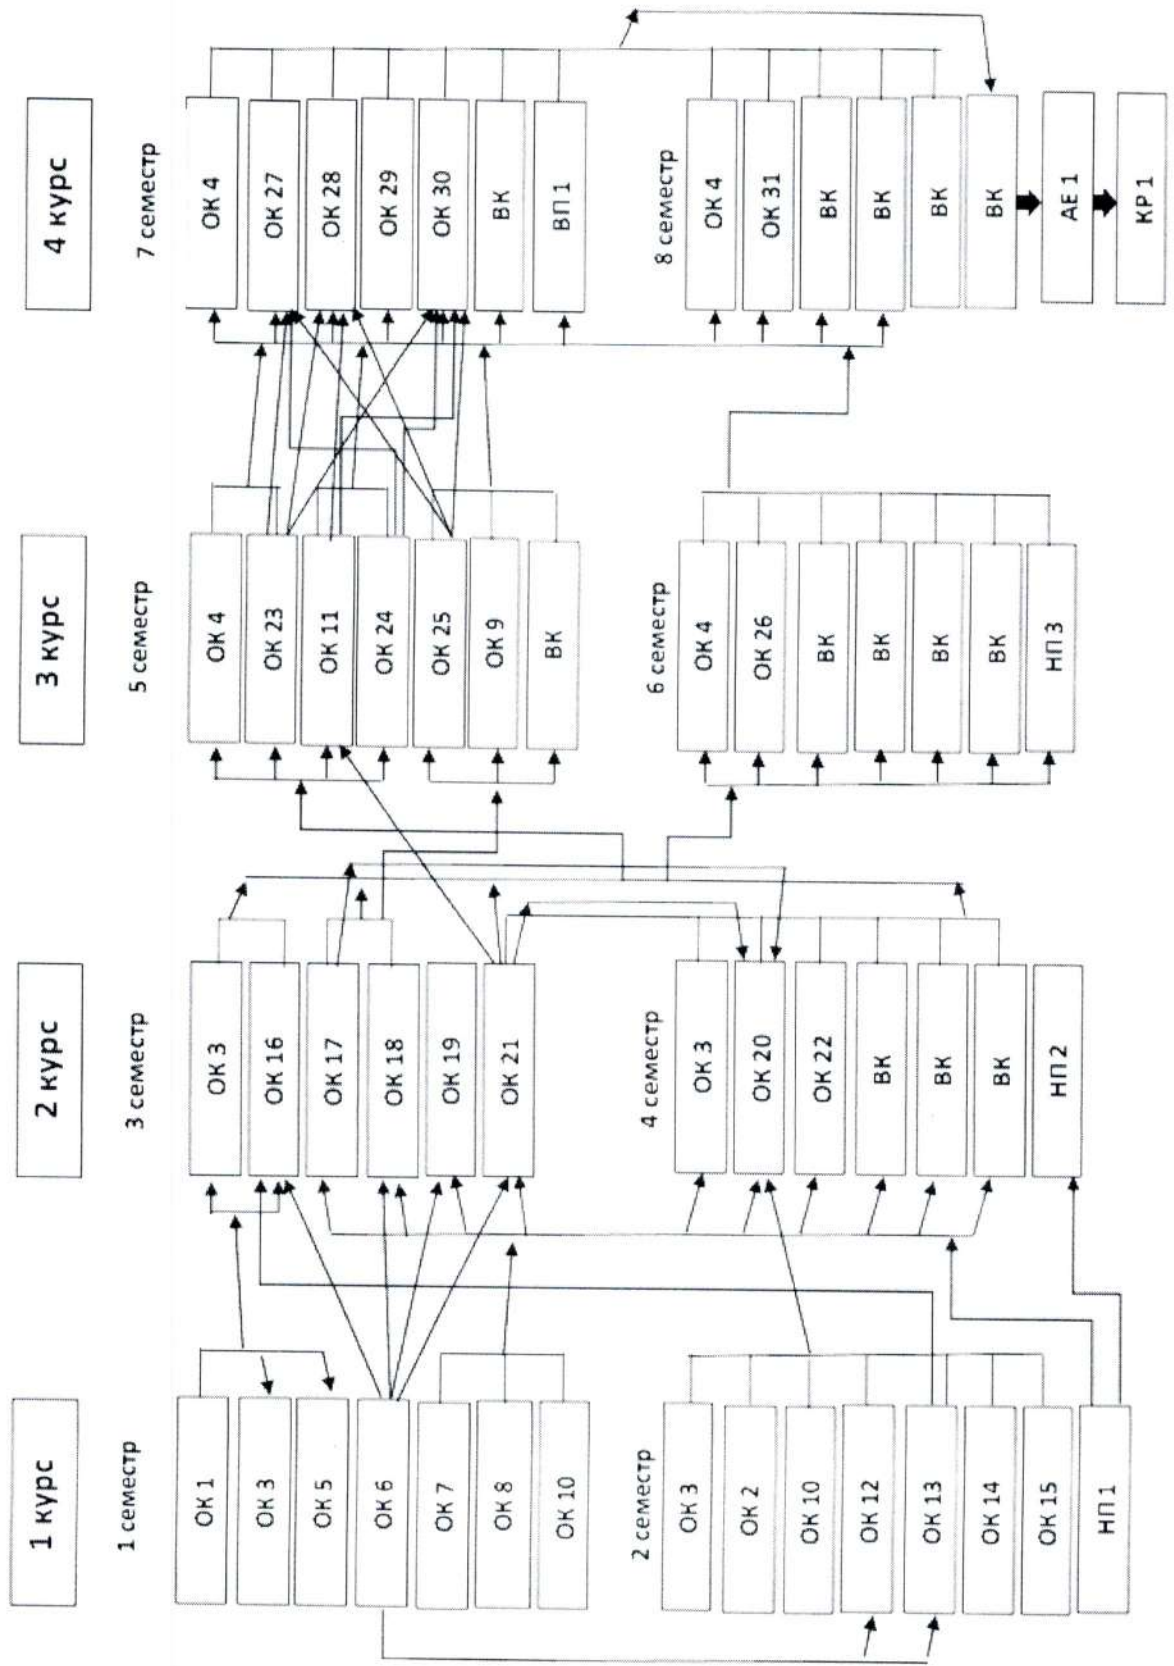 1 курс
1 семестр
ОК 1
ОК 3
ОК 5
ОК 6
ОК 7
ОК 8
ОК 10
2 семестр
ОК 3
ОК 2
ОК 10
ОК 12
ОК 13
ОК 14
ОК 15
НП 1
2 курс
3 семестр
ОК 3
ОК 16
ОК 17
ОК 18
ОК 19
ОК 21
4 семестр
ОК 3
ОК 20
ОК 22
ВК
ВК
ВК
НП 2
3 курс
5 семестр
ОК 4
ОК 23
ОК 11
ОК 24
ОК 25
ОК 9
ВК
6 семестр
ОК 4
ОК 26
ВК
ВК
ВК
ВК
НП 3
4 курс
7 семестр
ОК 4
ОК 27
ОК 28
ОК 29
ОК 30
ВК
ВП 1
8 семестр
ОК 4
ОК 31
ВК
ВК
ВК
ВК
АЕ 1
КР 1